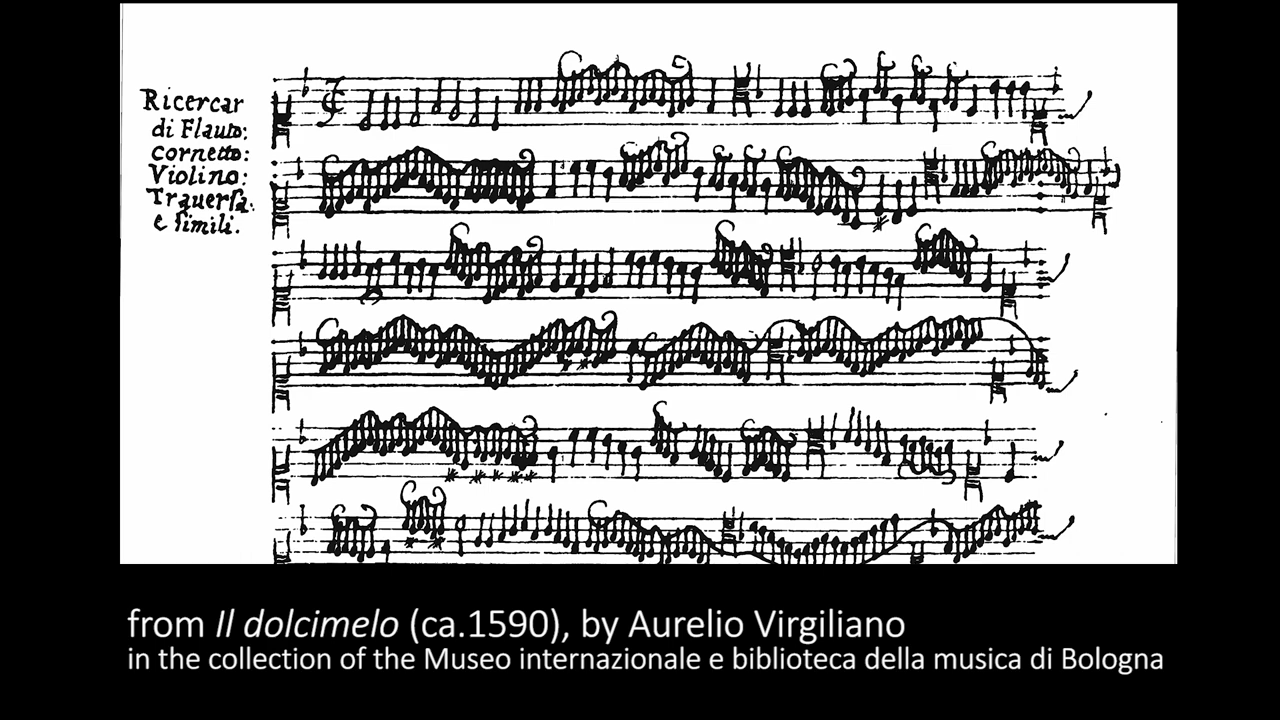 Ricercar
di Flauto:
cornetto:
Violino:
Trauerſa:
e ſimili.
from Il dolcimelo (ca.1590), by Aurelio Virgiliano
in the collection of the Museo internazionale e biblioteca della musica di Bologna